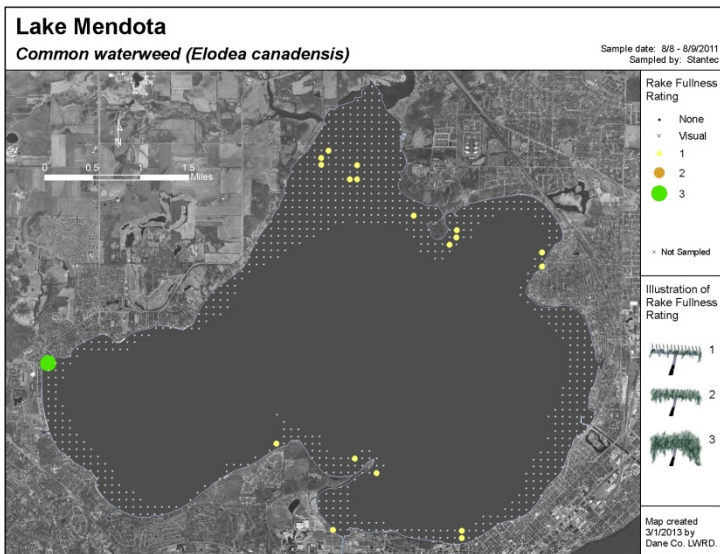 Lake Mendota
Common waterweed (Elodea canadensis)
Sample date: 8/8 - 8/9/2011
Sampled by: Stantec
N
0 0.5 1 1.5
Miles
Rake Fullness
Rating
None
Visual
1
2
3
× Not Sampled
Illustration of
Rake Fullness
Rating
1
2
3
Map created
3/1/2013 by
Dane Co. LWRD.